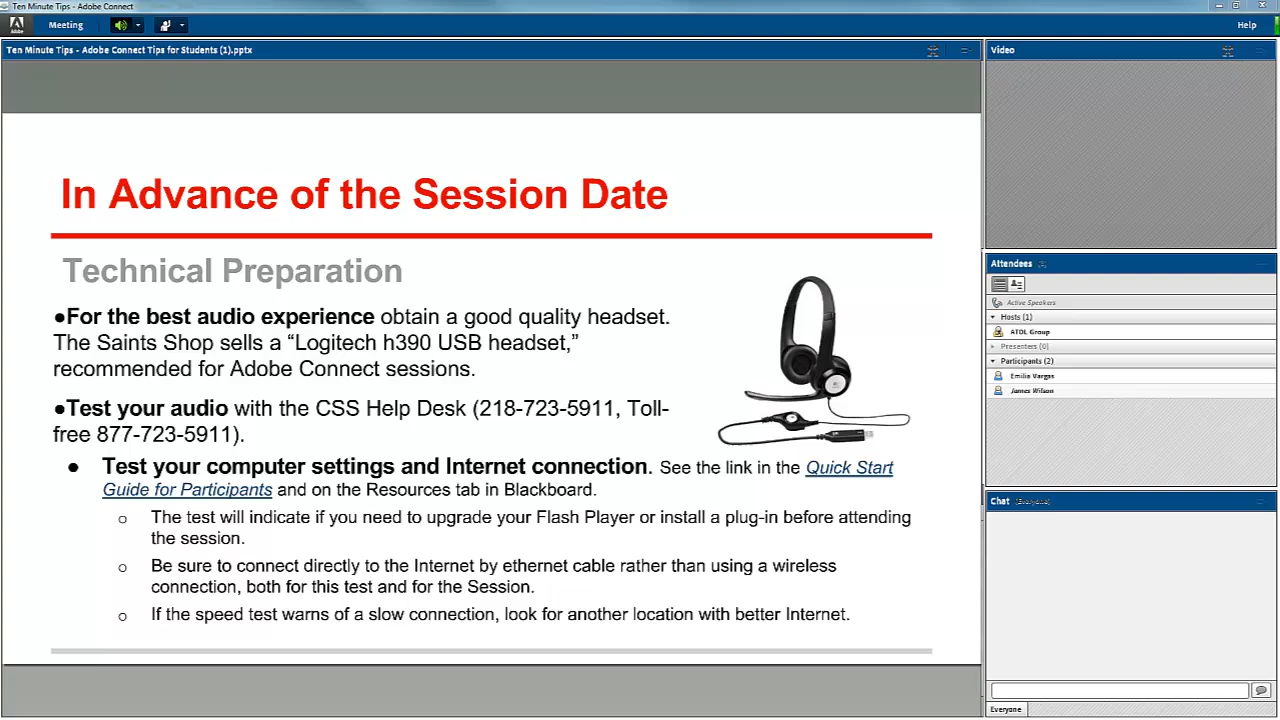 Ten Minute Tips - Adobe Connect
Adobe
Meeting
Help
Ten Minute Tips - Adobe Connect Tips for Students (1).pptx
Video
In Advance of the Session Date
Technical Preparation
●For the best audio experience obtain a good quality headset.
The Saints Shop sells a “Logitech h390 USB headset,”
recommended for Adobe Connect sessions.
●Test your audio with the CSS Help Desk (218-723-5911, Toll-
free 877-723-5911).
● Test your computer settings and Internet connection. See the link in the Quick Start
Guide for Participants and on the Resources tab in Blackboard.
o The test will indicate if you need to upgrade your Flash Player or install a plug-in before attending
the session.
o Be sure to connect directly to the Internet by ethernet cable rather than using a wireless
connection, both for this test and for the Session.
o If the speed test warns of a slow connection, look for another location with better Internet.
Attendees
Active Speakers
Hosts (1)
ATDL Group
Presenters (0)
Participants (2)
Emilia Vargas
James Wilson
Chat (Everyone)
Everyone